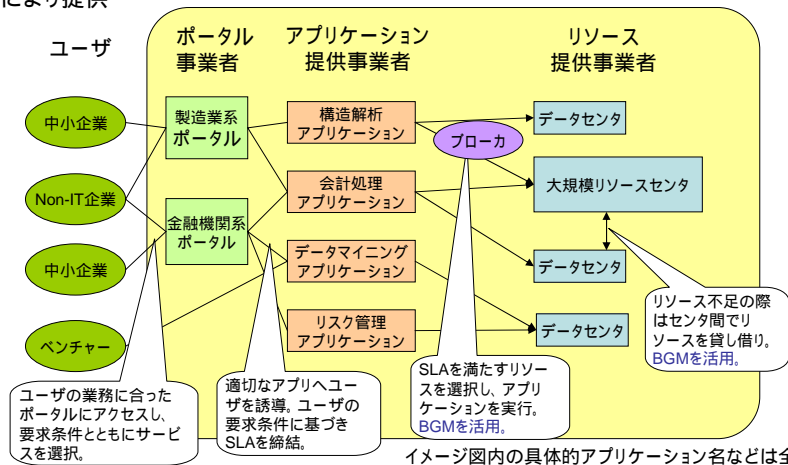 により提供
ユーザ
ポータル
事業者
アプリケーション
提供事業者
リソース
提供事業者
中小企業
Non-IT企業
中小企業
ベンチャー
製造業系
ポータル
金融機関系
ポータル
構造解析
アプリケーション
会計処理
アプリケーション
データマイニング
アプリケーション
リスク管理
アプリケーション
ブローカ
データセンタ
大規模リソースセンタ
データセンタ
データセンタ
ユーザの業務に合った
ポータルにアクセスし、
要求条件とともにサービ
スを選択。
適切なアプリへユー
ザを誘導。ユーザの
要求条件に基づき
SLAを締結。
SLAを満たすリソー
スを選択し、アプリ
ケーションを実行。
BGMを活用。
リソース不足の際
はセンタ間でリ
ソースを貸し借り。
BGMを活用。
イメージ図内の具体的アプリケーション名などは全